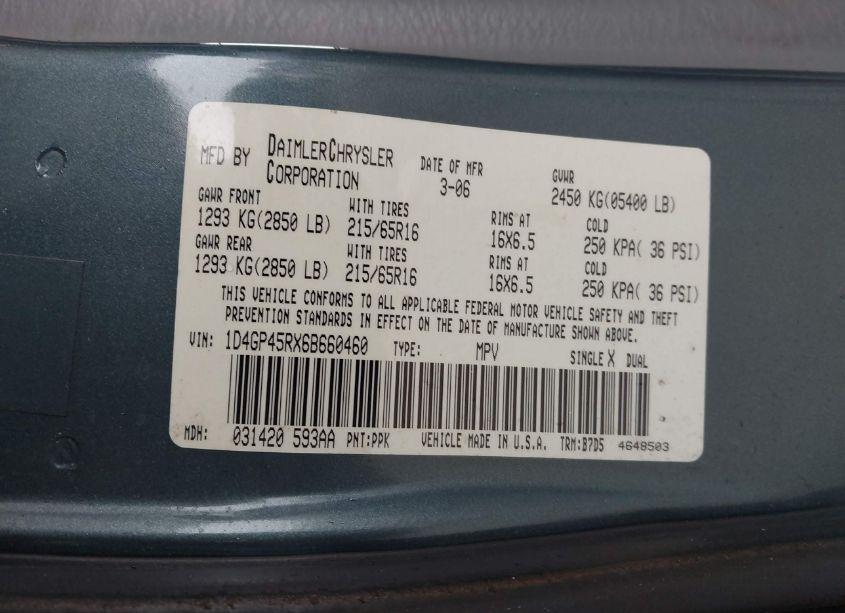 MFD BY DAIMLERCHRYSLER CORPORATION DATE OF MFR 3-06 GVWR 2450 KG(05400 LB)
GAWR FRONT 1293 KG(2850 LB) WITH TIRES 215/65R16 RIMS AT 16X6.5 COLD 250 KPA( 36 PSI)
GAWR REAR 1293 KG(2850 LB) WITH TIRES 215/65R16 RIMS AT 16X6.5 COLD 250 KPA( 36 PSI)
THIS VEHICLE CONFORMS TO ALL APPLICABLE FEDERAL MOTOR VEHICLE SAFETY AND THEFT
PREVENTION STANDARDS IN EFFECT ON THE DATE OF MANUFACTURE SHOWN ABOVE.
VIN: 1D4GP45RX6B660460 TYPE: MPV SINGLE X DUAL
MDH: 031420 593AA PNT:PPK VEHICLE MADE IN U.S.A. TRM:B7D5 4648503